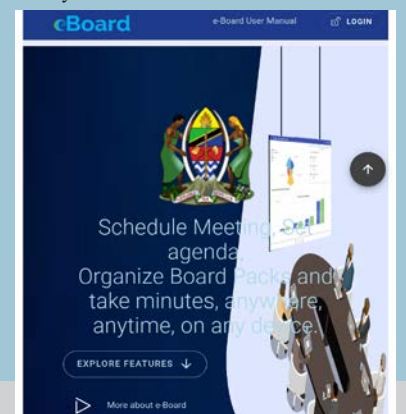 eBoard
e-Board User Manual
LOGIN
Schedule Meeting, Set
agenda.
Organize Board Packs and
take minutes, anywhere,
anytime, on any device.
EXPLORE FEATURES
More about e-Board